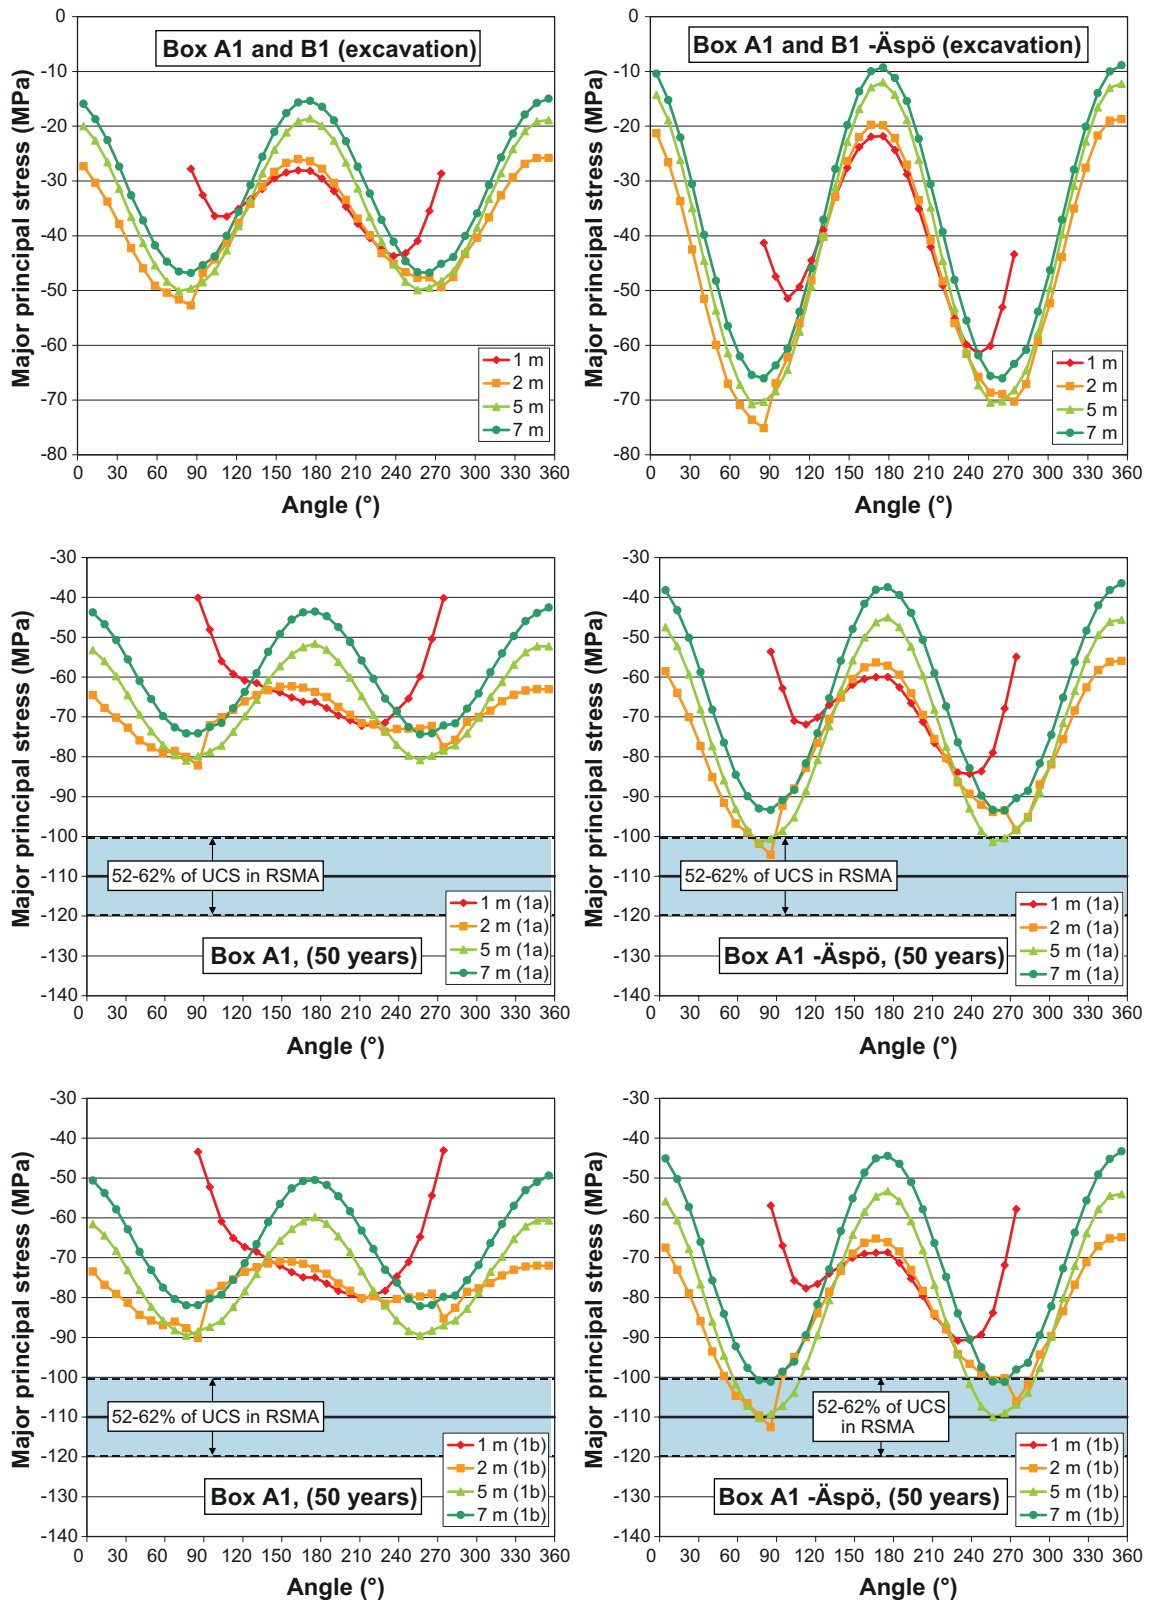 Box A1 and B1 (excavation)
Major principal stress (MPa)
0
-10
-20
-30
-40
-50
-60
-70
-80
0 30 60 90 120 150 180 210 240 270 300 330 360
Angle (°)
1 m
2 m
5 m
7 m
Box A1 and B1 -Äspö (excavation)
Major principal stress (MPa)
0
-10
-20
-30
-40
-50
-60
-70
-80
0 30 60 90 120 150 180 210 240 270 300 330 360
Angle (°)
1 m
2 m
5 m
7 m
Major principal stress (MPa)
-30
-40
-50
-60
-70
-80
-90
-100
-110
-120
-130
-140
52-62% of UCS in RSMA
1 m (1a)
2 m (1a)
5 m (1a)
7 m (1a)
Box A1, (50 years)
0 30 60 90 120 150 180 210 240 270 300 330 360
Angle (°)
Major principal stress (MPa)
-30
-40
-50
-60
-70
-80
-90
-100
-110
-120
-130
-140
52-62% of UCS in RSMA
1 m (1a)
2 m (1a)
5 m (1a)
7 m (1a)
Box A1 -Äspö, (50 years)
0 30 60 90 120 150 180 210 240 270 300 330 360
Angle (°)
Major principal stress (MPa)
-30
-40
-50
-60
-70
-80
-90
-100
-110
-120
-130
-140
52-62% of UCS in RSMA
1 m (1b)
2 m (1b)
5 m (1b)
7 m (1b)
Box A1, (50 years)
0 30 60 90 120 150 180 210 240 270 300 330 360
Angle (°)
Major principal stress (MPa)
-30
-40
-50
-60
-70
-80
-90
-100
-110
-120
-130
-140
52-62% of UCS
in RSMA
1 m (1b)
2 m (1b)
5 m (1b)
7 m (1b)
Box A1 -Äspö, (50 years)
0 30 60 90 120 150 180 210 240 270 300 330 360
Angle (°)